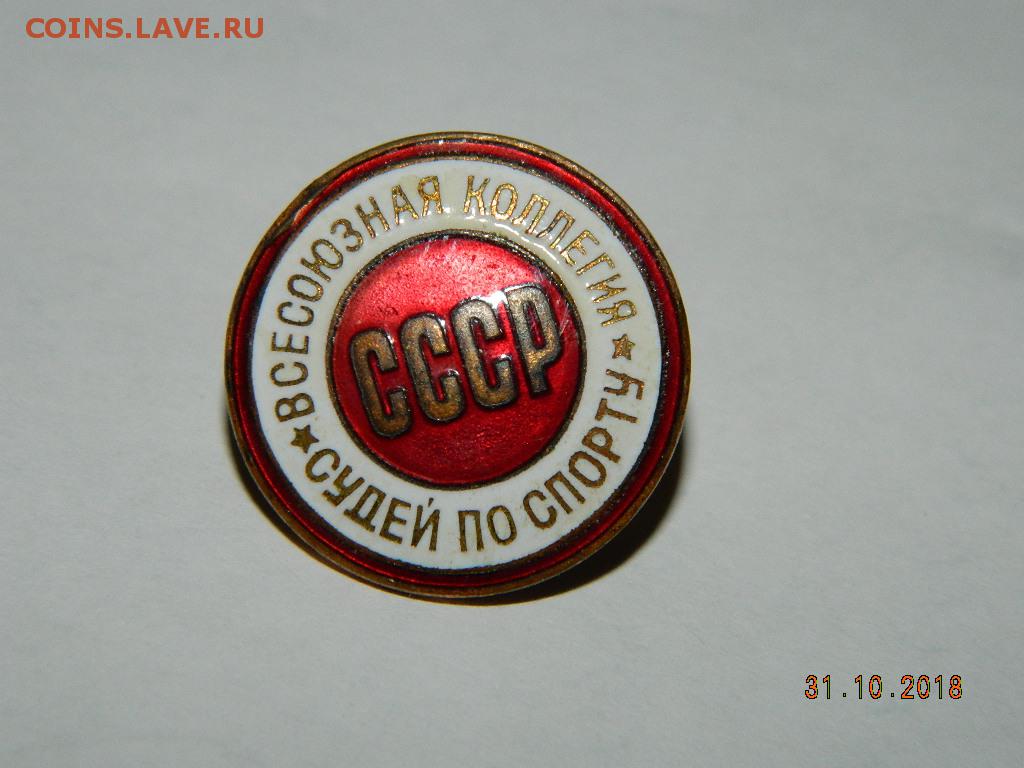 COINS.LAVE.RU
ВСЕСОЮЗНАЯ КОЛЛЕГИЯ
СССР
СУДЕЙ ПО СПОРТУ
31.10.2018